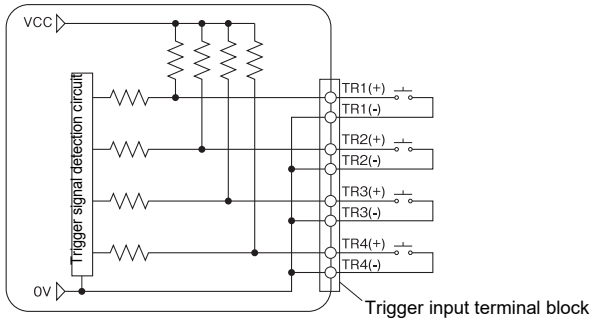 VCC
Trigger signal detection circuit
0V
TR1(+)
TR1(-)
TR2(+)
TR2(-)
TR3(+)
TR3(-)
TR4(+)
TR4(-)
Trigger input terminal block